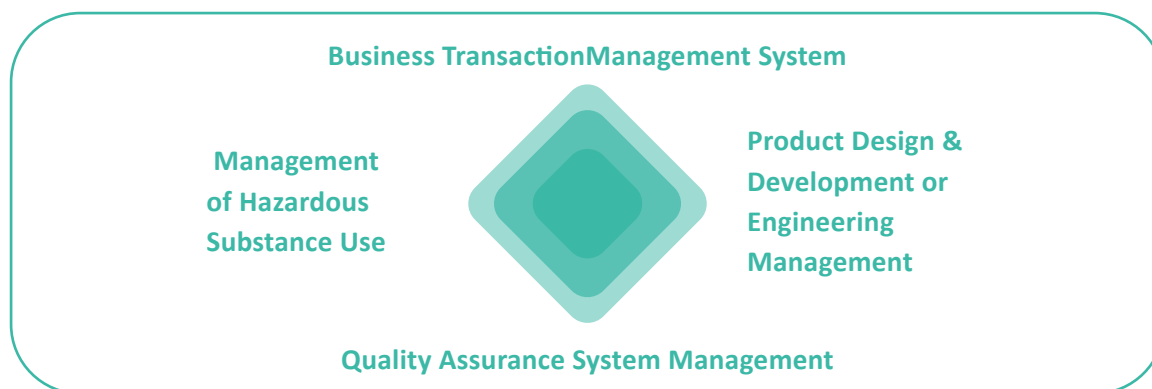 Business TransactionManagement System
Management
of Hazardous
Substance Use
Product Design &
Development or
Engineering
Management
Quality Assurance System Management